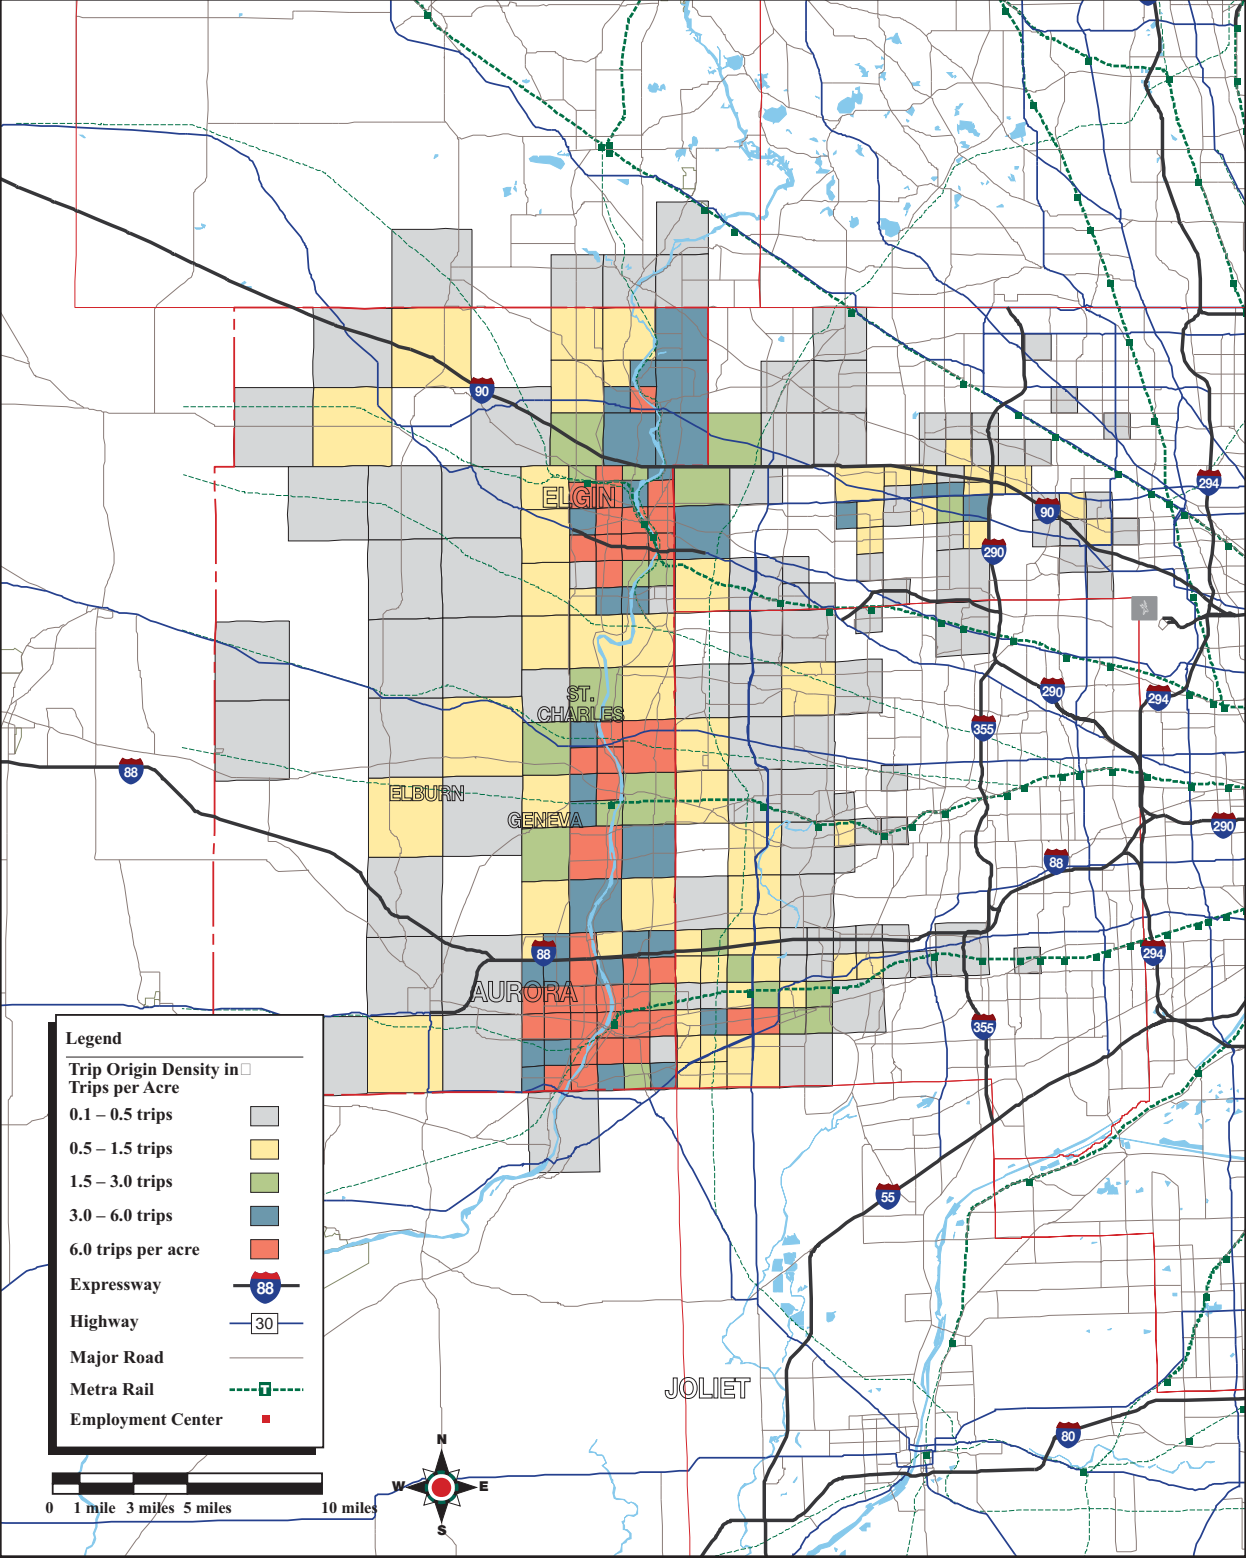 90
ELGIN
294
90
290
ST.
CHARLES
290
294
355
88
ELBURN
GENEVA
290
88
88
294
AURORA
355
Legend
Trip Origin Density in
Trips per Acre
0.1 – 0.5 trips
0.5 – 1.5 trips
1.5 – 3.0 trips
3.0 – 6.0 trips
6.0 trips per acre
Expressway
88
Highway
30
Major Road
Metra Rail
T
Employment Center
55
JOLIET
80
N
W
E
S
0 1 mile 3 miles 5 miles 10 miles